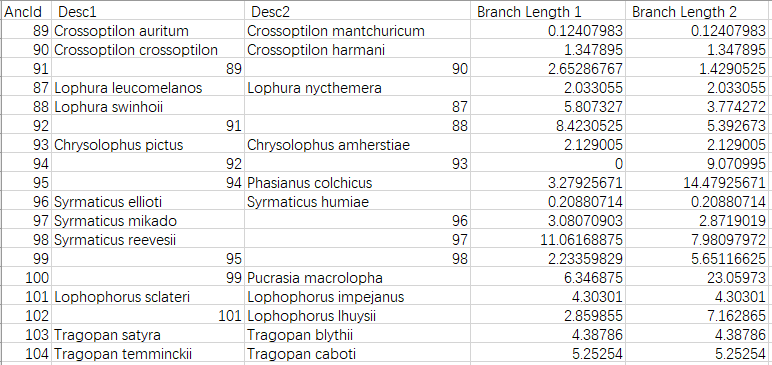 AncId Desc1 Desc2 Branch Length 1 Branch Length 2
89 Crossoptilon auritum Crossoptilon mantchuricum 0.12407983 0.12407983
90 Crossoptilon crossoptilon Crossoptilon harmani 1.347895 1.347895
91 89 90 2.65286767 1.4290525
87 Lophura leucomelanos Lophura nycthemera 2.033055 2.033055
88 Lophura swinhoii 87 5.807327 3.774272
92 91 88 8.4230525 5.392673
93 Chrysolophus pictus Chrysolophus amherstiae 2.129005 2.129005
94 92 93 0 9.070995
95 94 Phasianus colchicus 3.27925671 14.47925671
96 Syrmaticus ellioti Syrmaticus humiae 0.20880714 0.20880714
97 Syrmaticus mikado 96 3.08070903 2.8719019
98 Syrmaticus reevesii 97 11.06168875 7.98097972
99 95 98 2.23359829 5.65116625
100 99 Pucrasia macrolopha 6.346875 23.05973
101 Lophophorus sclateri Lophophorus impejanus 4.30301 4.30301
102 101 Lophophorus lhuysii 2.859855 7.162865
103 Tragopan satyra Tragopan blythii 4.38786 4.38786
104 Tragopan temminckii Tragopan caboti 5.25254 5.25254